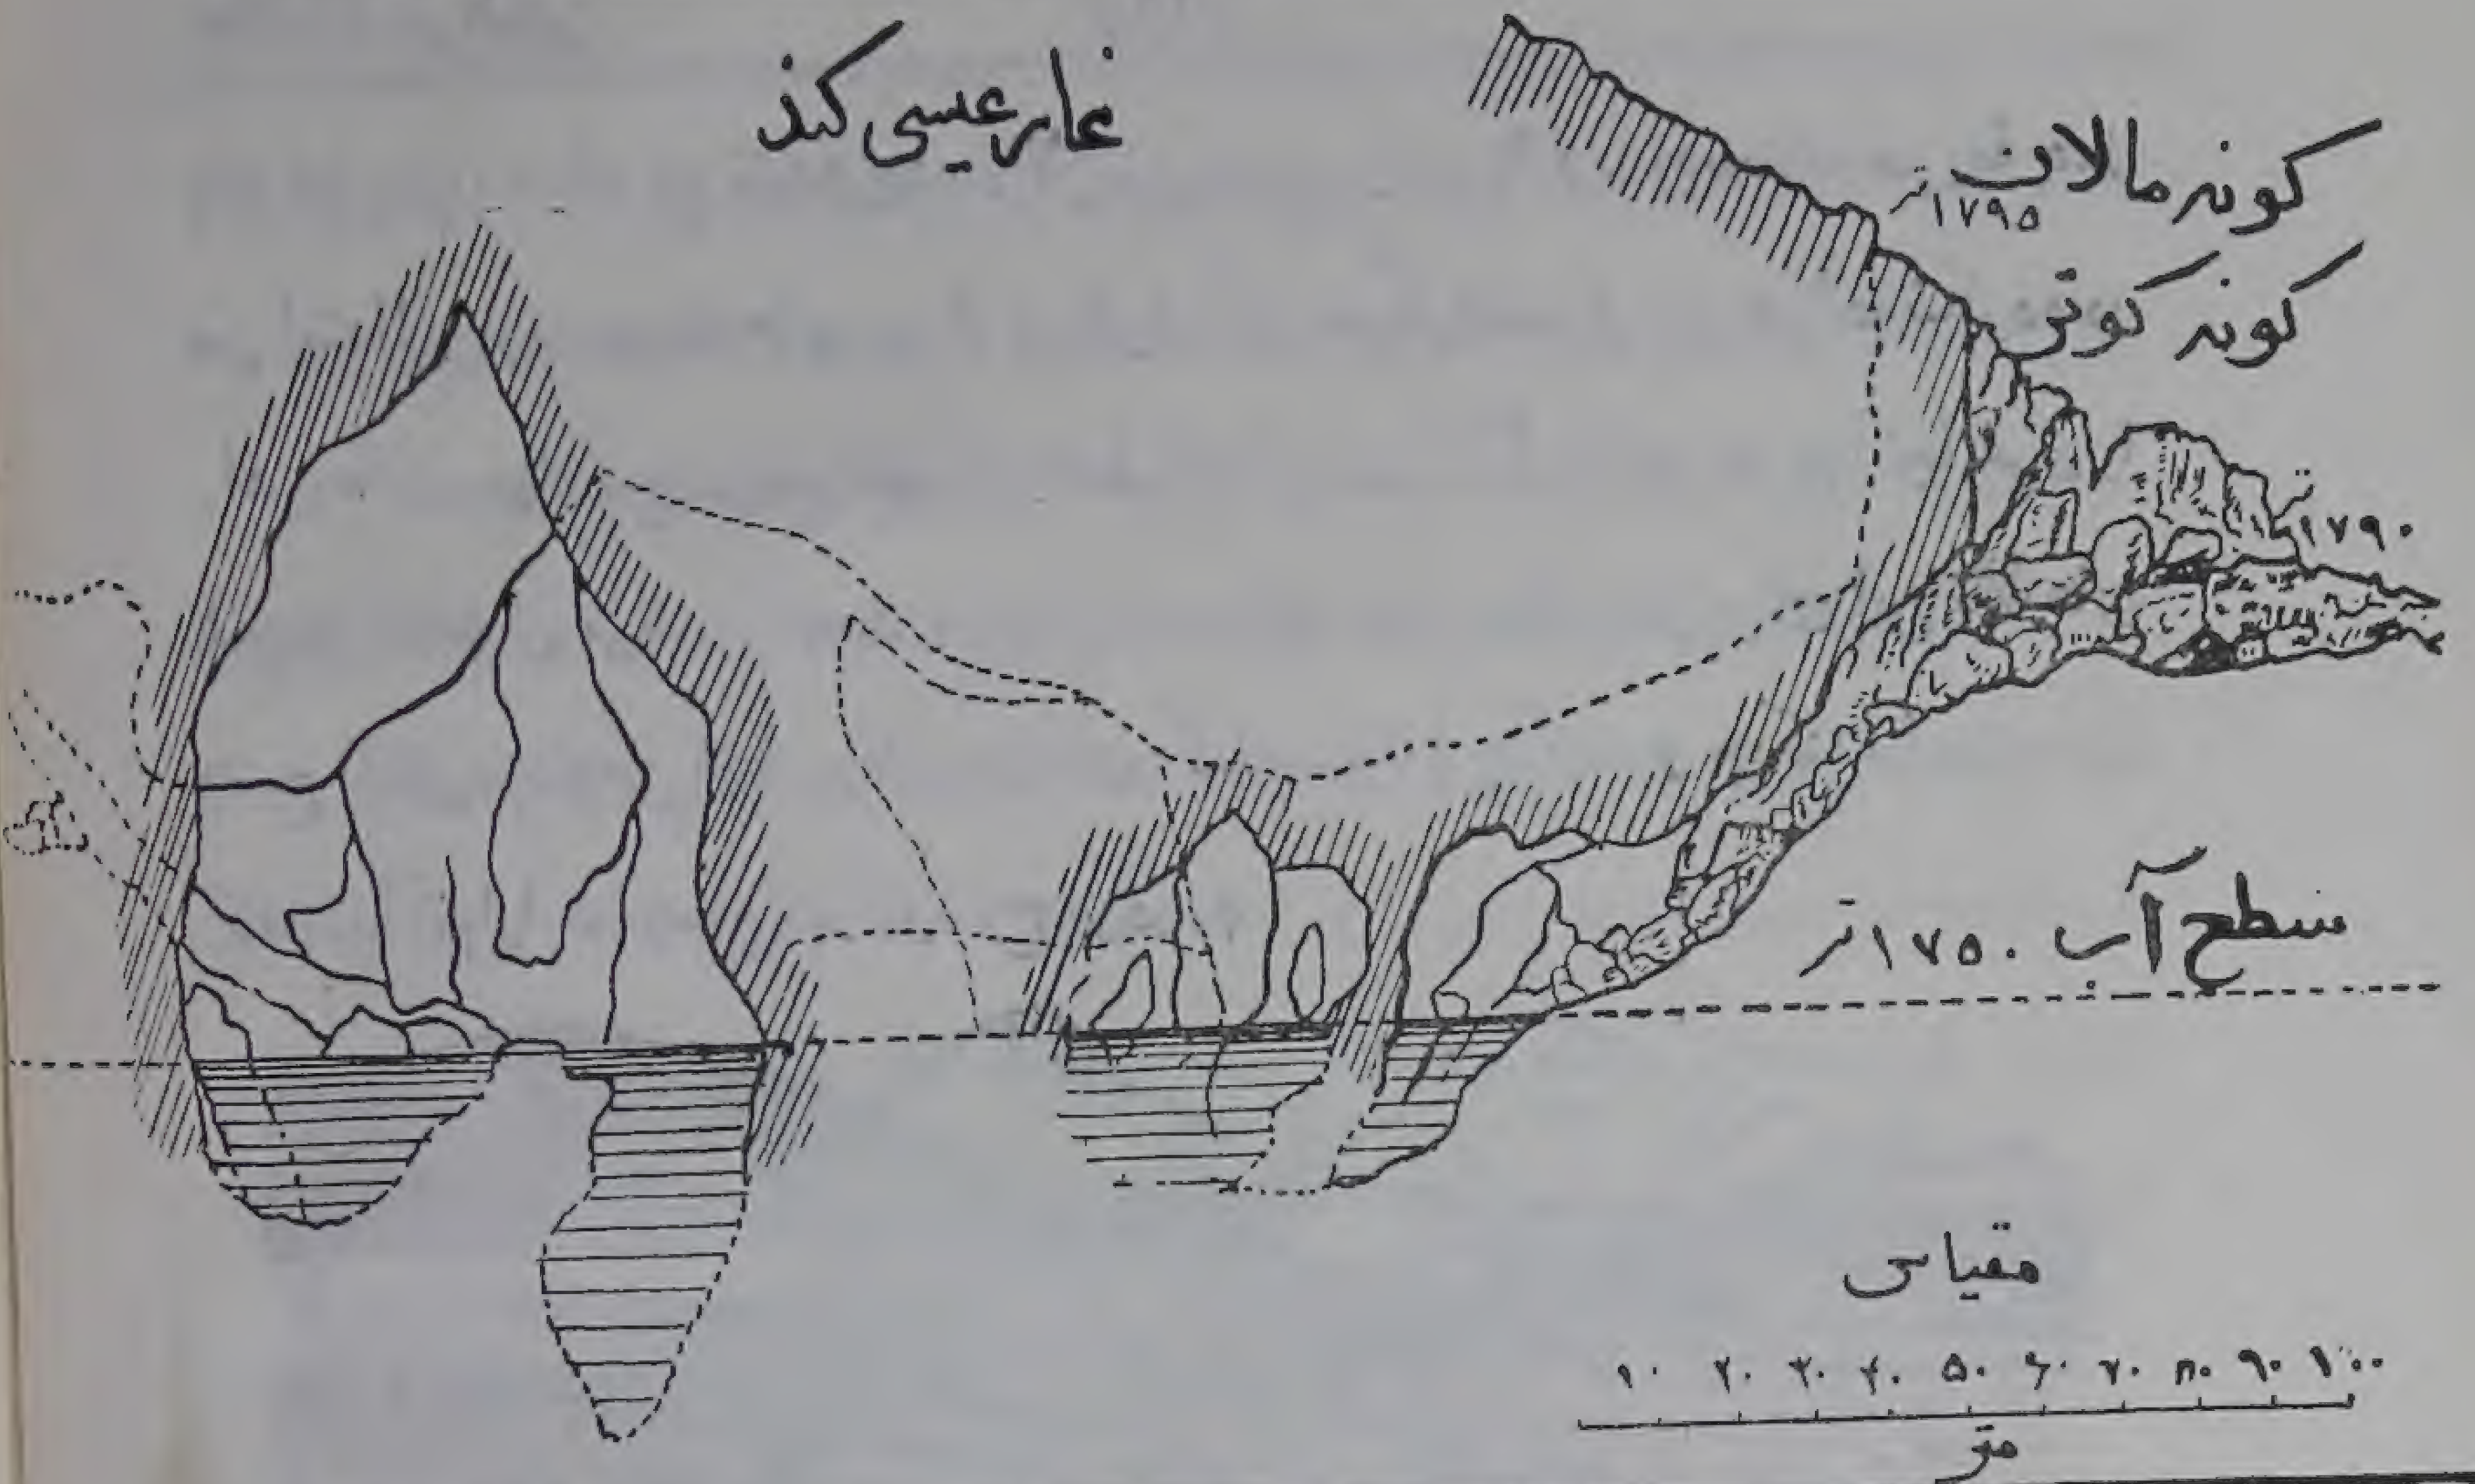 غار عیسی کند
کونه مالان
۱۷۹۵ متر
کونه کوتر
۱۷۹۰ متر
سطح آب ۱۷۵۰ متر
مقیاس
۱۰ ۲۰ ۳۰ ۴۰ ۵۰ ۶۰ ۷۰ ۸۰ ۹۰ ۱۰۰
متر